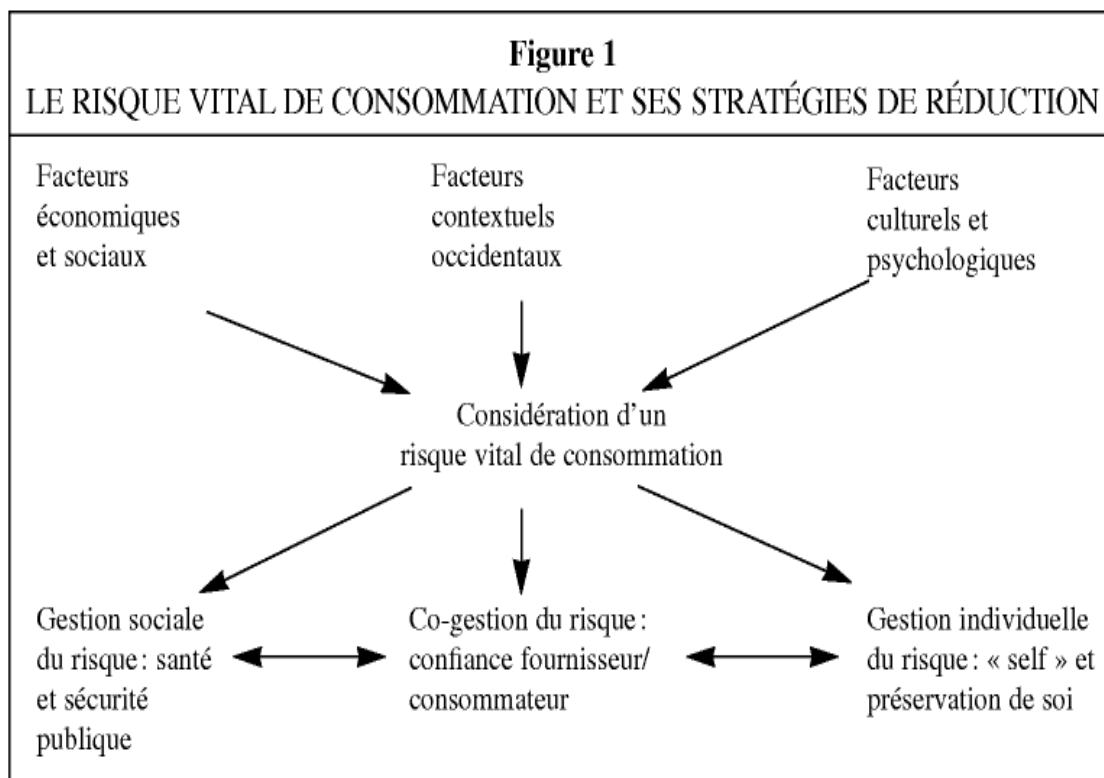 Figure 1
LE RISQUE VITAL DE CONSOMMATION ET SES STRATÉGIES DE RÉDUCTION
Facteurs
économiques
et sociaux
Facteurs
contextuels
occidentaux
Facteurs
culturels et
psychologiques
Considération d'un
risque vital de consommation
Gestion sociale
du risque : santé
et sécurité
publique
Co-gestion du risque :
confiance fournisseur/
consommateur
Gestion individuelle
du risque : « self » et
préservation de soi